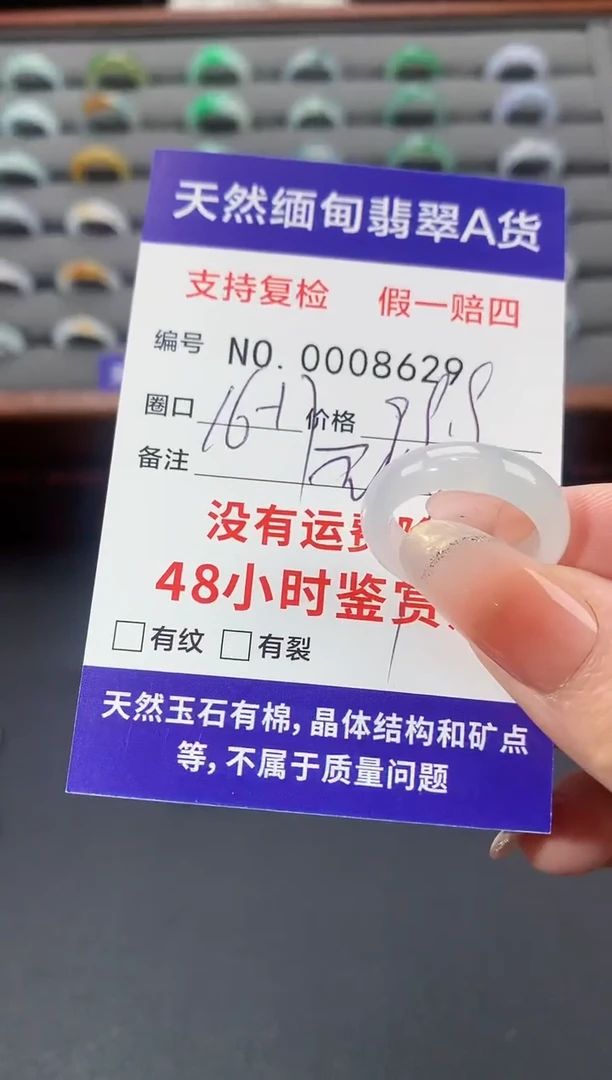 天然缅甸翡翠A货
支持复检 假一赔四
编号 NO. 0008629
圈口 16-17 价格
备注
没有运费
48小时鉴赏
□有纹 □有裂
天然玉石有棉,晶体结构和矿点
等,不属于质量问题